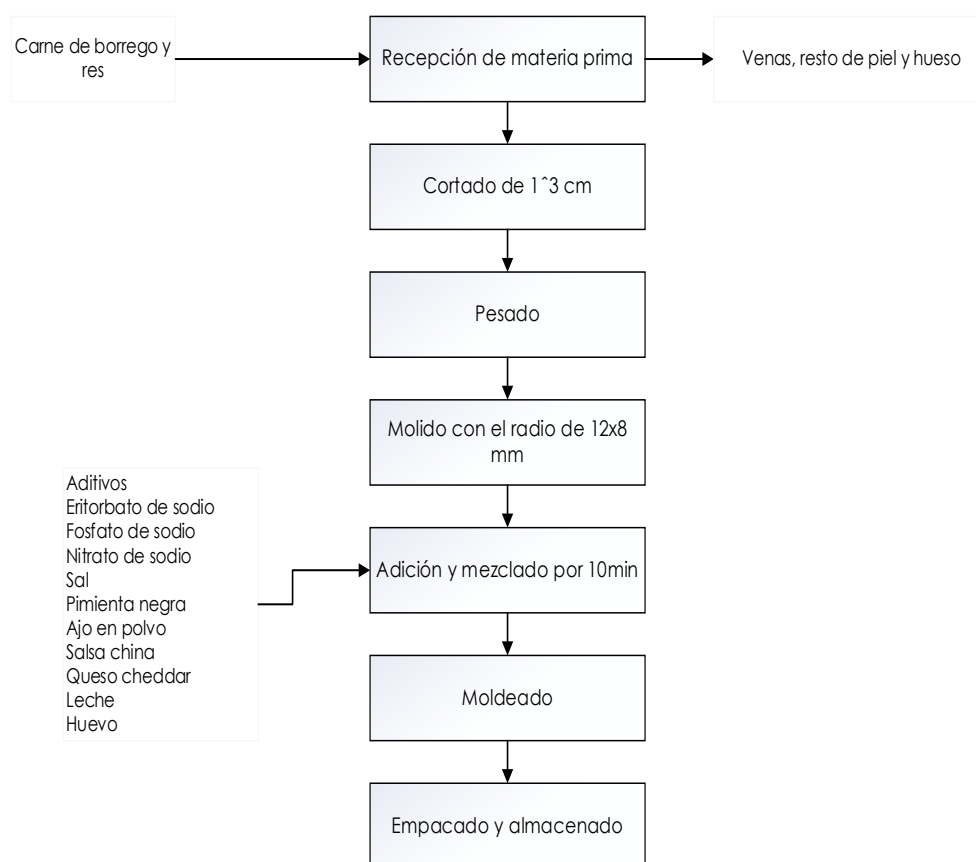 Carne de borrego y
res
Recepción de materia prima
Venas, resto de piel y hueso
Cortado de 1ˆ3 cm
Pesado
Molido con el radio de 12x8
mm
Aditivos
Eritorbato de sodio
Fosfato de sodio
Nitrato de sodio
Sal
Pimienta negra
Ajo en polvo
Salsa china
Queso cheddar
Leche
Huevo
Adición y mezclado por 10min
Moldeado
Empacado y almacenado